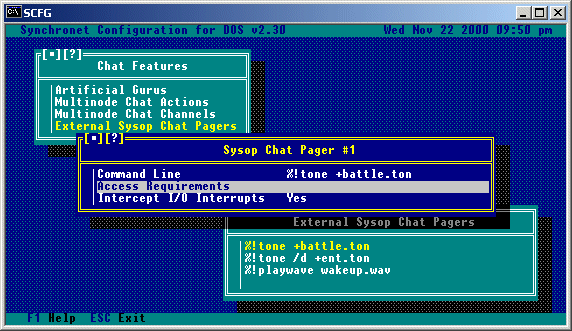 SCFG
Synchronet Configuration for DOS v2.30 Wed Nov 22 2000 09:50 pm
[■][?]
Chat Features
Artificial Gurus
Multinode Chat Actions
Multinode Chat Channels
External Sysop Chat Pagers
[■][?]
Sysop Chat Pager #1
Command Line %!tone +battle.ton
Access Requirements
Intercept I/O Interrupts Yes
External Sysop Chat Pagers
%!tone +battle.ton
%!tone /d +ent.ton
%!playwave wakeup.wav
F1 Help ESC Exit